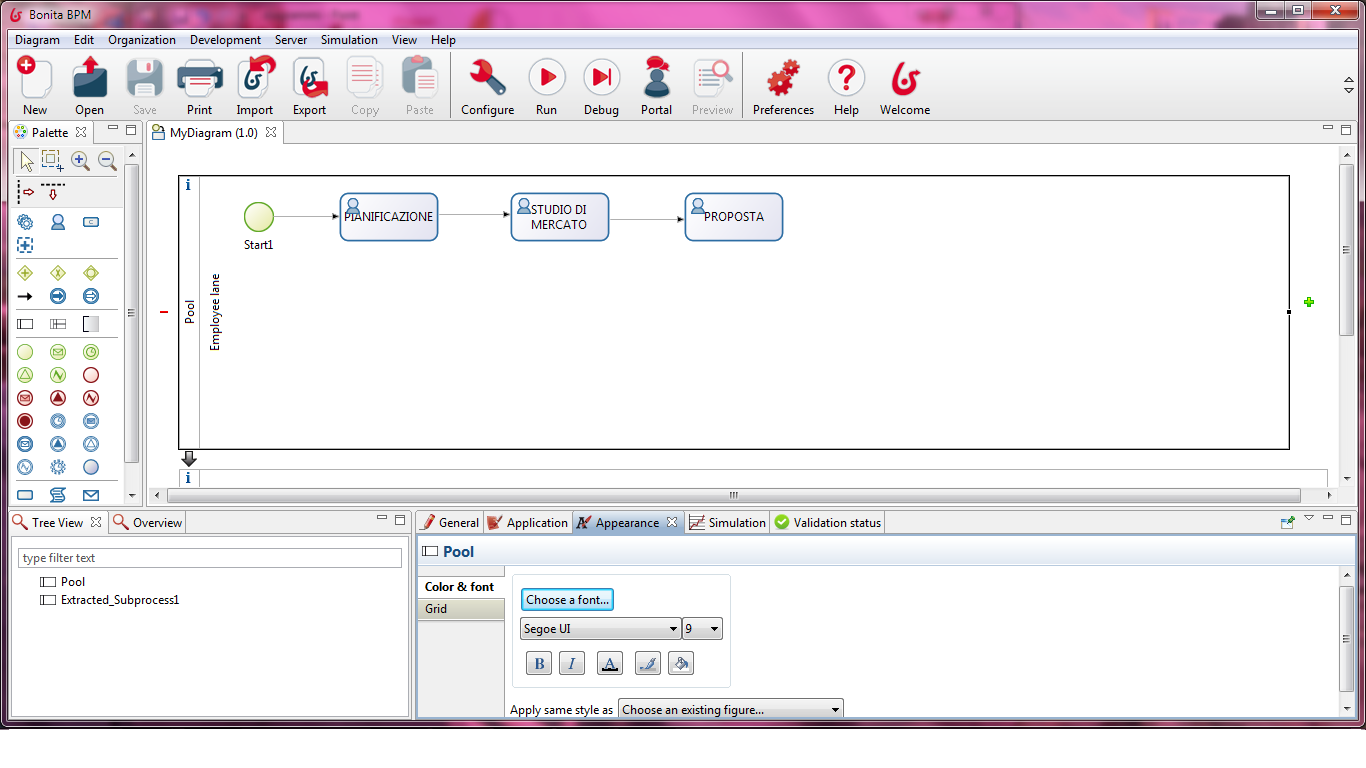 Bonita BPM
Diagram Edit Organization Development Server Simulation View Help
New Open Save Print Import Export Copy Paste Configure Run Debug Portal Preview Preferences Help Welcome
Palette
MyDiagram (1.0)
PIANIFICAZIONE
STUDIO DI
MERCATO
PROPOSTA
Start1
Pool
Employee lane
Tree View Overview
type filter text
Pool
Extracted_Subprocess1
General Application Appearance Simulation Validation status
Pool
Color & font
Grid
Choose a font...
Segoe UI 9
B I A
Apply same style as Choose an existing figure...